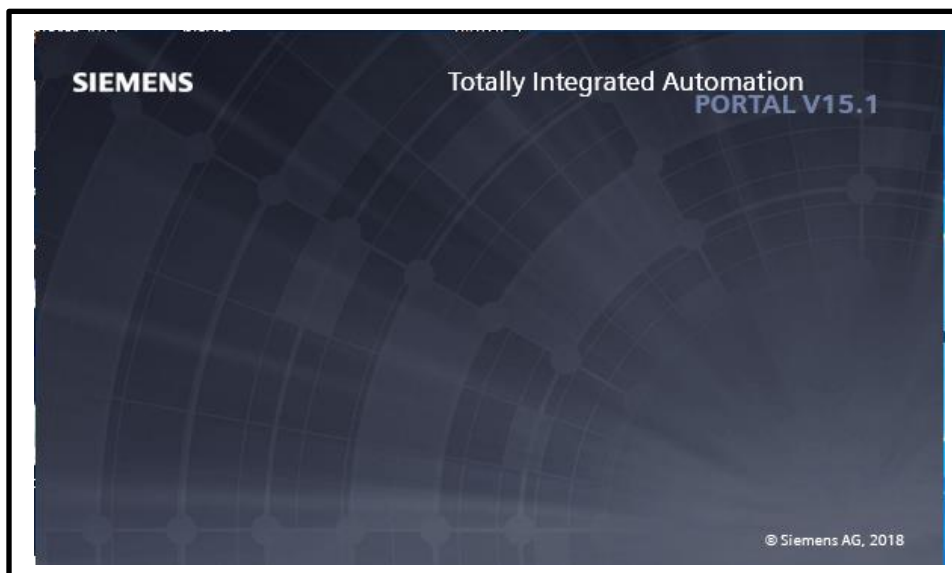 SIEMENS
Totally Integrated Automation
PORTAL V15.1
© Siemens AG, 2018